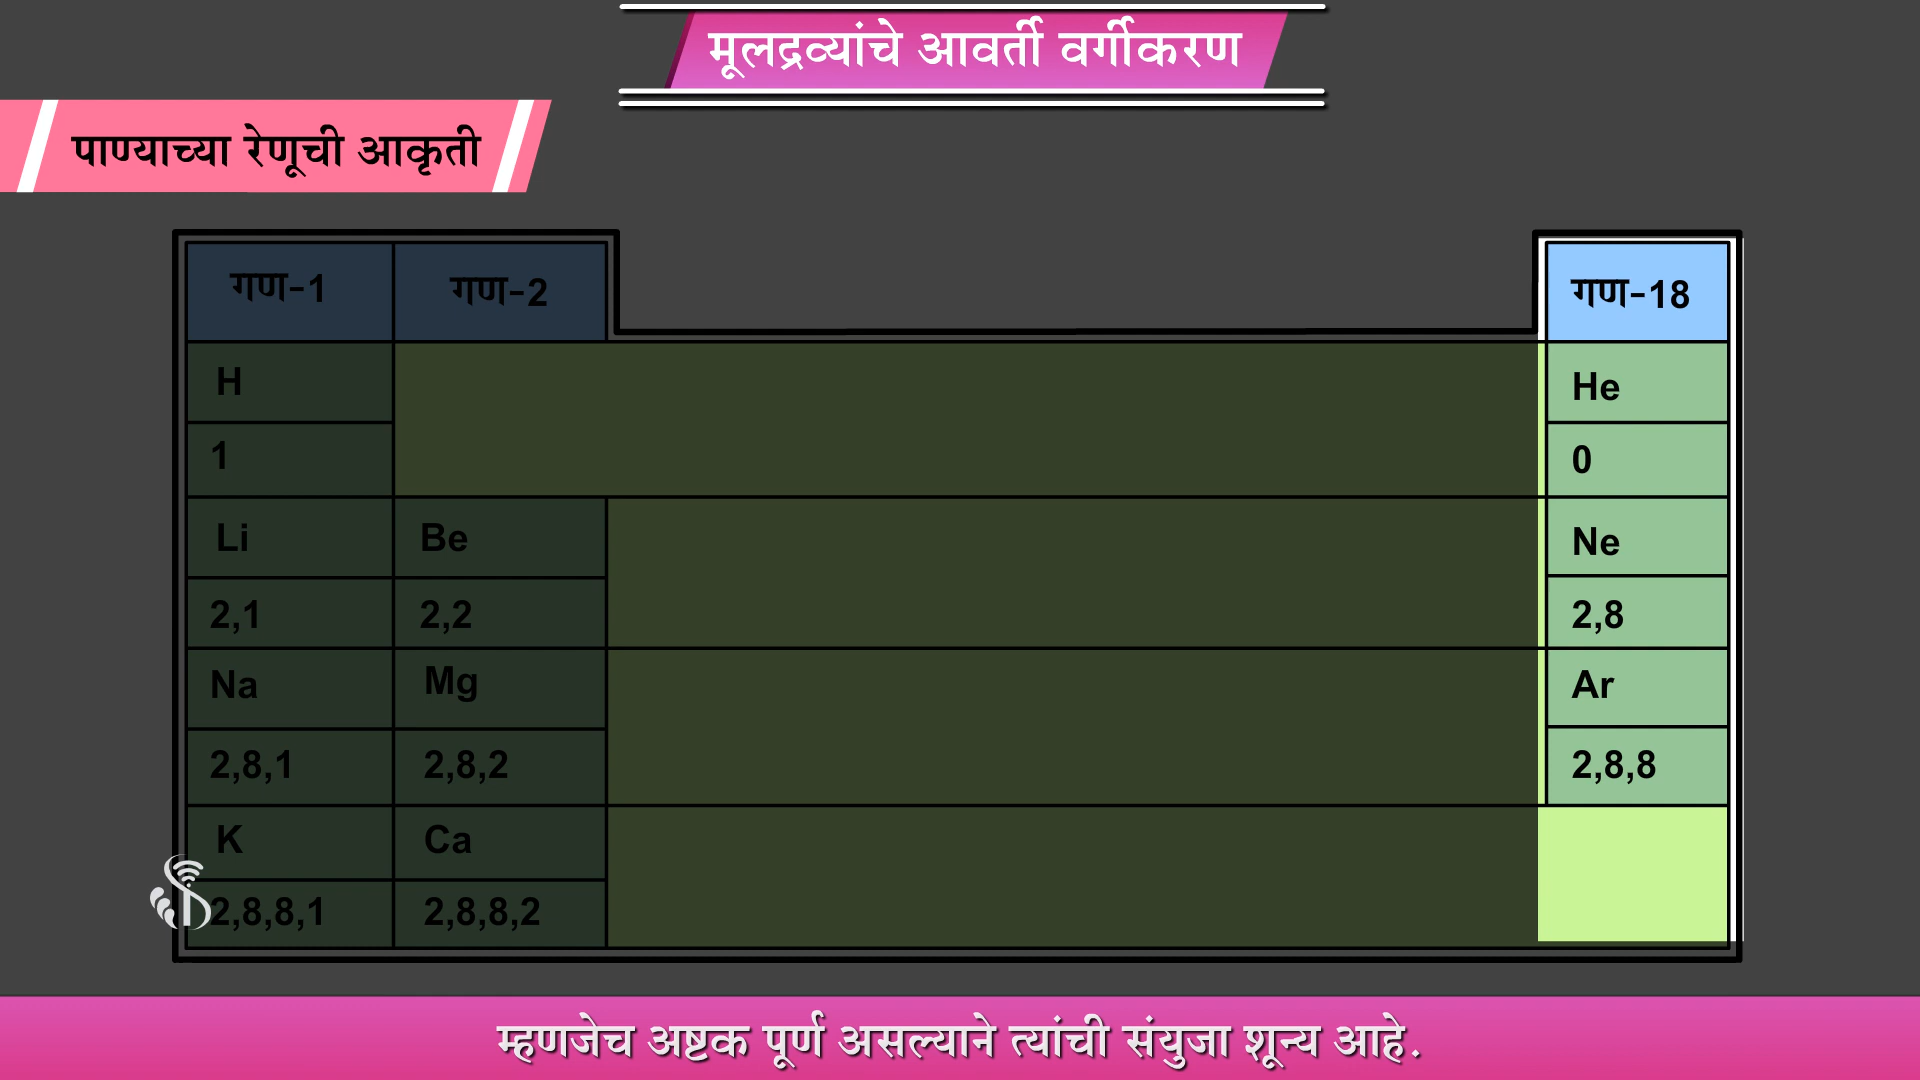 मूलद्रव्यांचे आवर्ती वर्गीकरण
पाण्याच्या रेणूची आकृती
गण-1 गण-2 गण-18
H He
1 0
Li Be Ne
2,1 2,2 2,8
Na Mg Ar
2,8,1 2,8,2 2,8,8
K Ca
2,8,8,1 2,8,8,2
म्हणजेच अष्टक पूर्ण असल्याने त्यांची संयुजा शून्य आहे.